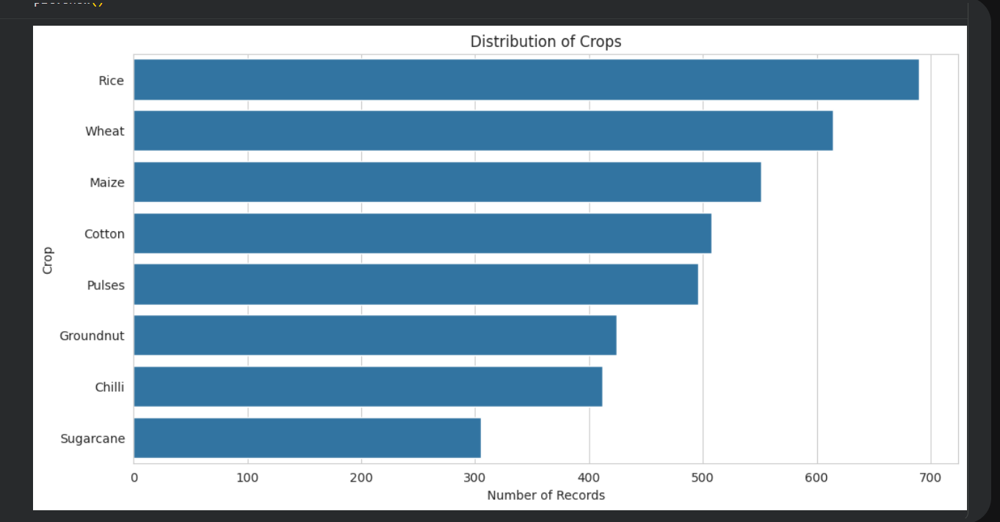 Distribution of Crops
Rice
Wheat
Maize
Cotton
Pulses
Groundnut
Chilli
Sugarcane
Crop
0 100 200 300 400 500 600 700
Number of Records